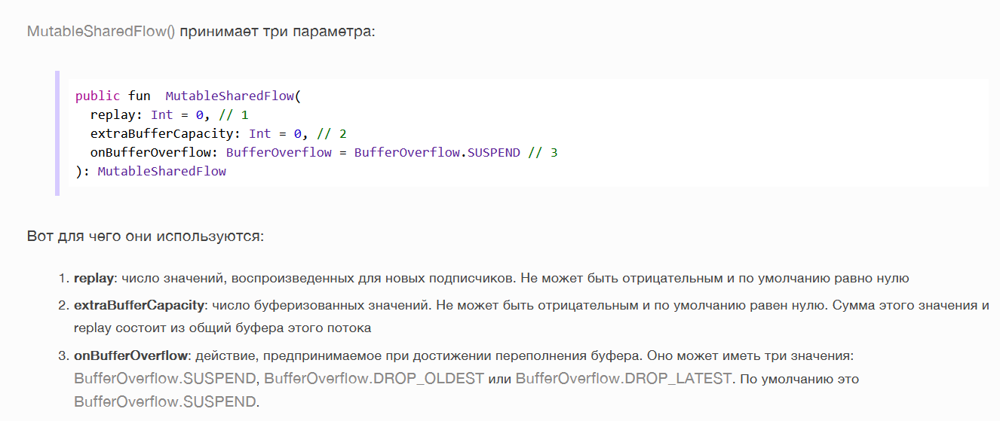 MutableSharedFlow() принимает три параметра:
public fun  MutableSharedFlow(
  replay: Int = 0, // 1
  extraBufferCapacity: Int = 0, // 2
  onBufferOverflow: BufferOverflow = BufferOverflow.SUSPEND // 3
): MutableSharedFlow
Вот для чего они используются:
1. replay: число значений, воспроизведенных для новых подписчиков. Не может быть отрицательным и по умолчанию равно нулю
2. extraBufferCapacity: число буферизованных значений. Не может быть отрицательным и по умолчанию равен нулю. Сумма этого значения и
replay состоит из общий буфера этого потока
3. onBufferOverflow: действие, предпринимаемое при достижении переполнения буфера. Оно может иметь три значения:
BufferOverflow.SUSPEND, BufferOverflow.DROP_OLDEST или BufferOverflow.DROP_LATEST. По умолчанию это
BufferOverflow.SUSPEND.